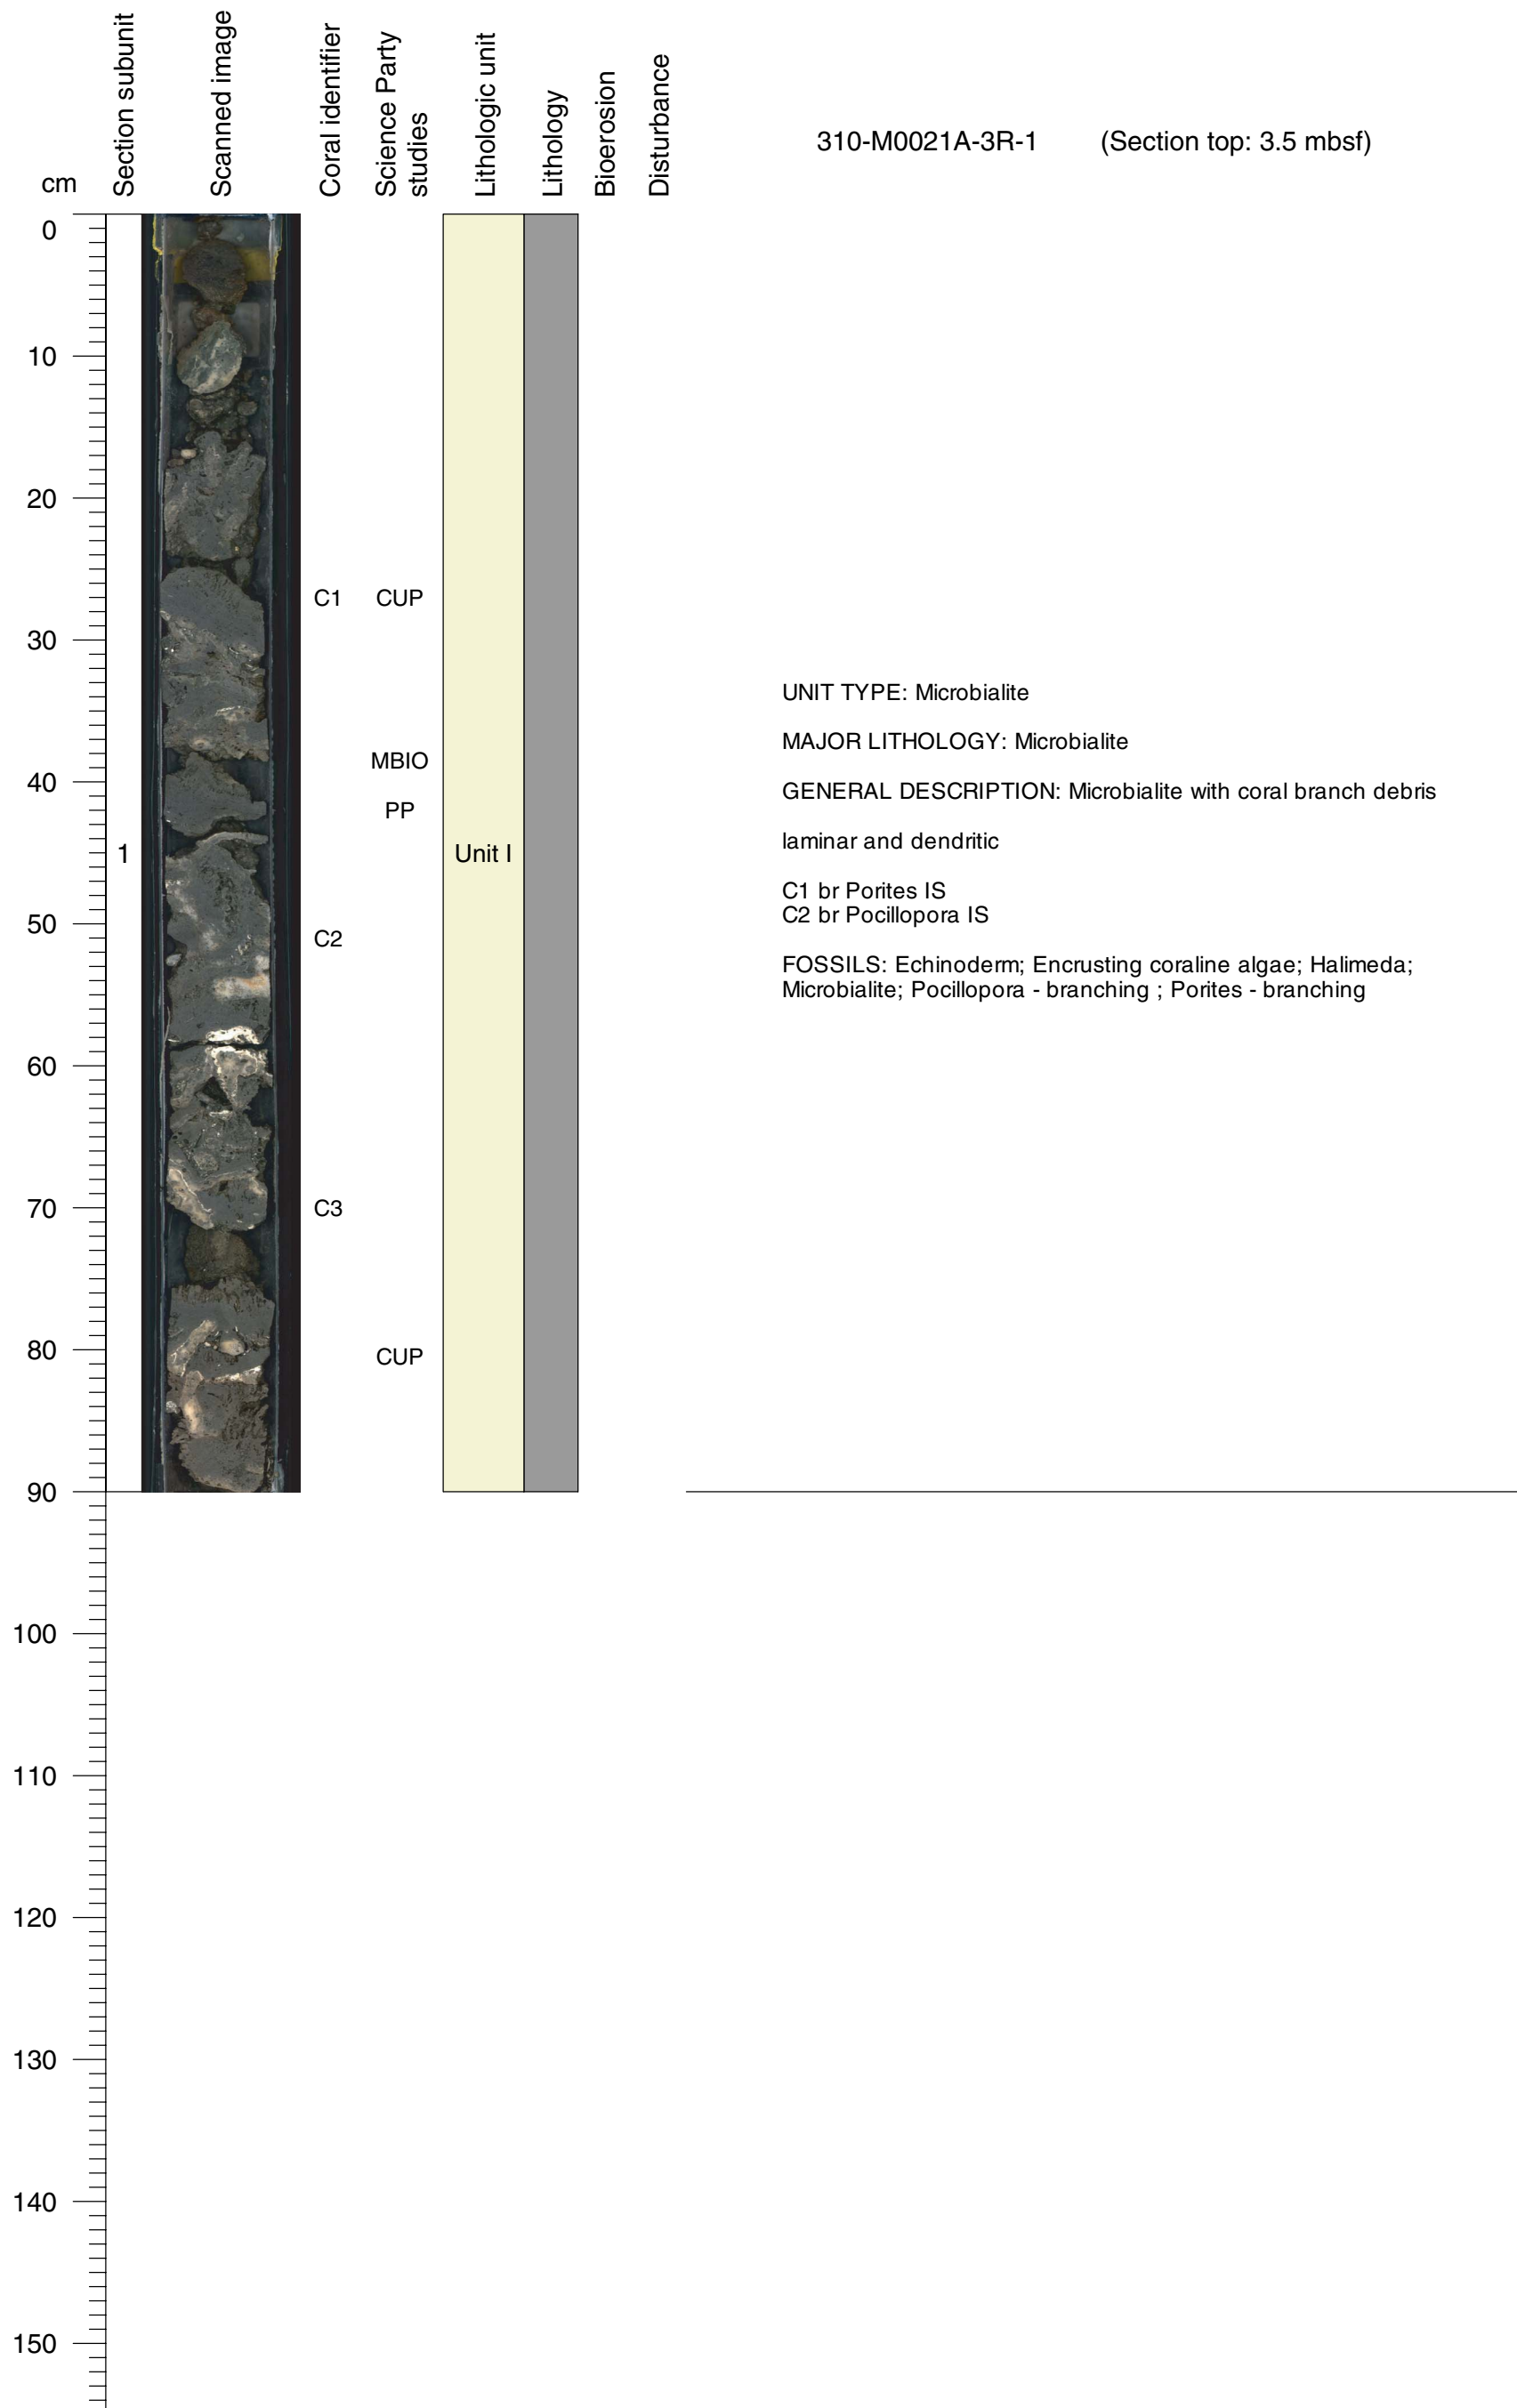 Section subunit
Scanned image
Coral identifier
Science Party
studies
Lithologic unit
Lithology
Bioerosion
Disturbance
310-M0021A-3R-1 (Section top: 3.5 mbsf)
cm
0
10
20
C1 CUP
30
UNIT TYPE: Microbialite
MAJOR LITHOLOGY: Microbialite
MBIO
40
GENERAL DESCRIPTION: Microbialite with coral branch debris
PP
laminar and dendritic
1
Unit I
C1 br Porites IS
C2 br Pocillopora IS
50
C2
FOSSILS: Echinoderm; Encrusting coraline algae; Halimeda;
Microbialite; Pocillopora - branching ; Porites - branching
60
70
C3
80
CUP
90
100
110
120
130
140
150